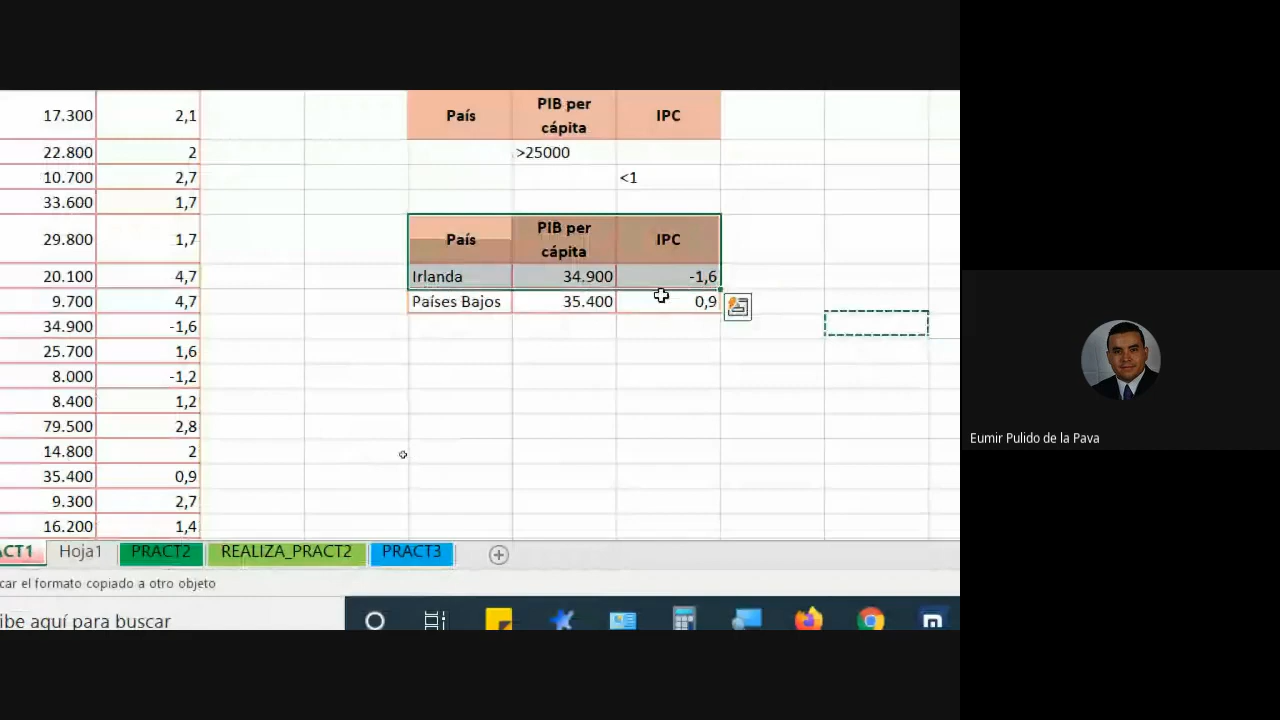 17.300 2,1 País PIB per cápita IPC
22.800 2 >25000
10.700 2,7 <1
33.600 1,7
29.800 1,7 País PIB per cápita IPC
20.100 4,7 Irlanda 34.900 -1,6
9.700 4,7 Países Bajos 35.400 0,9
34.900 -1,6
25.700 1,6
8.000 -1,2
8.400 1,2
79.500 2,8
14.800 2
35.400 0,9
9.300 2,7
16.200 1,4
ACT1 Hoja1 PRACT2 REALIZA_PRACT2 PRACT3
car el formato copiado a otro objeto
ibe aquí para buscar
Eumir Pulido de la Pava